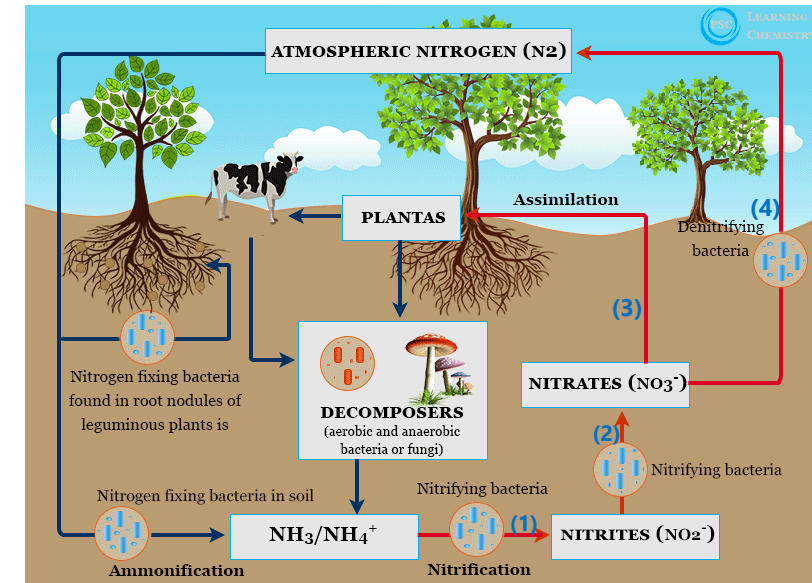 PSC LEARNING
CHEMISTRY
ATMOSPHERIC NITROGEN (N2)
Assimilation
PLANTAS
(4)
Denitrifying
bacteria
(3)
Nitrogen fixing bacteria
found in root nodules of
leguminous plants is
DECOMPOSERS
(aerobic and anaerobic
bacteria or fungi)
NITRATES (NO3-)
(2)
Nitrifying bacteria
Nitrogen fixing bacteria in soil
Nitrifying bacteria
NH3/NH4+
(1)
NITRITES (NO2-)
Ammonification
Nitrification